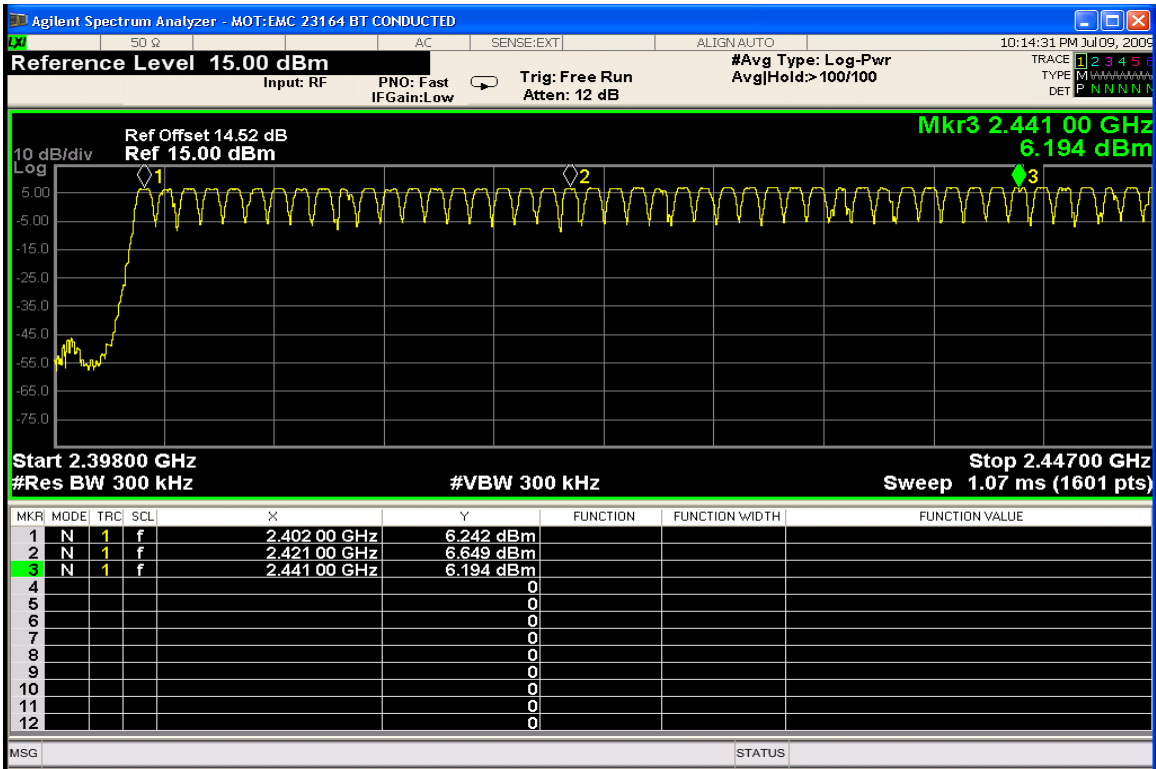 Agilent Spectrum Analyzer - MOT:EMC 23164 BT CONDUCTED
LXI 50 Ω AC SENSE:EXT ALIGN AUTO 10:14:31 PM Jul 09, 2009
Reference Level 15.00 dBm
Input: RF
PNO: Fast
IFGain:Low
Trig: Free Run
Atten: 12 dB
#Avg Type: Log-Pwr
Avg|Hold:>100/100
TRACE 1 2 3 4 5 6
TYPE M
DET P N N N N N
Mkr3 2.441 00 GHz
6.194 dBm
Ref Offset 14.52 dB
10 dB/div Ref 15.00 dBm
Log
1 2 3
5.00
-5.00
-15.0
-25.0
-35.0
-45.0
-55.0
-65.0
-75.0
Start 2.39800 GHz Stop 2.44700 GHz
#Res BW 300 kHz #VBW 300 kHz Sweep 1.07 ms (1601 pts)
MKR MODE TRC SCL X Y FUNCTION FUNCTION WIDTH FUNCTION VALUE
1 N 1 f 2.402 00 GHz 6.242 dBm
2 N 1 f 2.421 00 GHz 6.649 dBm
3 N 1 f 2.441 00 GHz 6.194 dBm
4 0
5 0
6 0
7 0
8 0
9 0
10 0
11 0
12 0
MSG STATUS